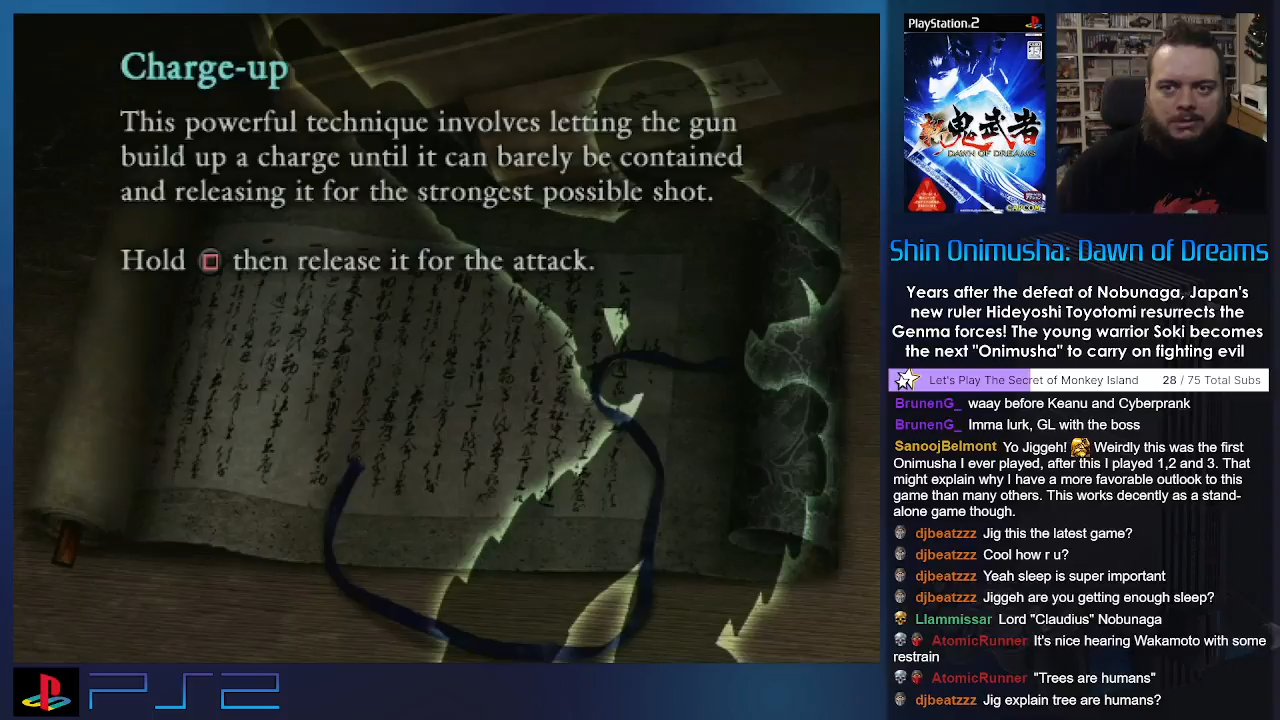 Charge-up
This powerful technique involves letting the gun
build up a charge until it can barely be contained
and releasing it for the strongest possible shot.
Hold □ then release it for the attack.
PS2
PlayStation.2
新鬼武者
DAWN OF DREAMS
CAPCOM
Shin Onimusha: Dawn of Dreams
Years after the defeat of Nobunaga, Japan's
new ruler Hideyoshi Toyotomi resurrects the
Genma forces! The young warrior Soki becomes
the next "Onimusha" to carry on fighting evil
Let's Play The Secret of Monkey Island 28 / 75 Total Subs
BrunenG_ waay before Keanu and Cyberprank
BrunenG_ Imma lurk, GL with the boss
SanoojBelmont Yo Jiggeh! Weirdly this was the first
Onimusha I ever played, after this I played 1,2 and 3. That
might explain why I have a more favorable outlook to this
game than many others. This works decently as a stand-
alone game though.
djbeatzzz Jig this the latest game?
djbeatzzz Cool how r u?
djbeatzzz Yeah sleep is super important
djbeatzzz Jiggeh are you getting enough sleep?
Llammissar Lord "Claudius" Nobunaga
AtomicRunner It's nice hearing Wakamoto with some
restrain
AtomicRunner "Trees are humans"
djbeatzzz Jig explain tree are humans?